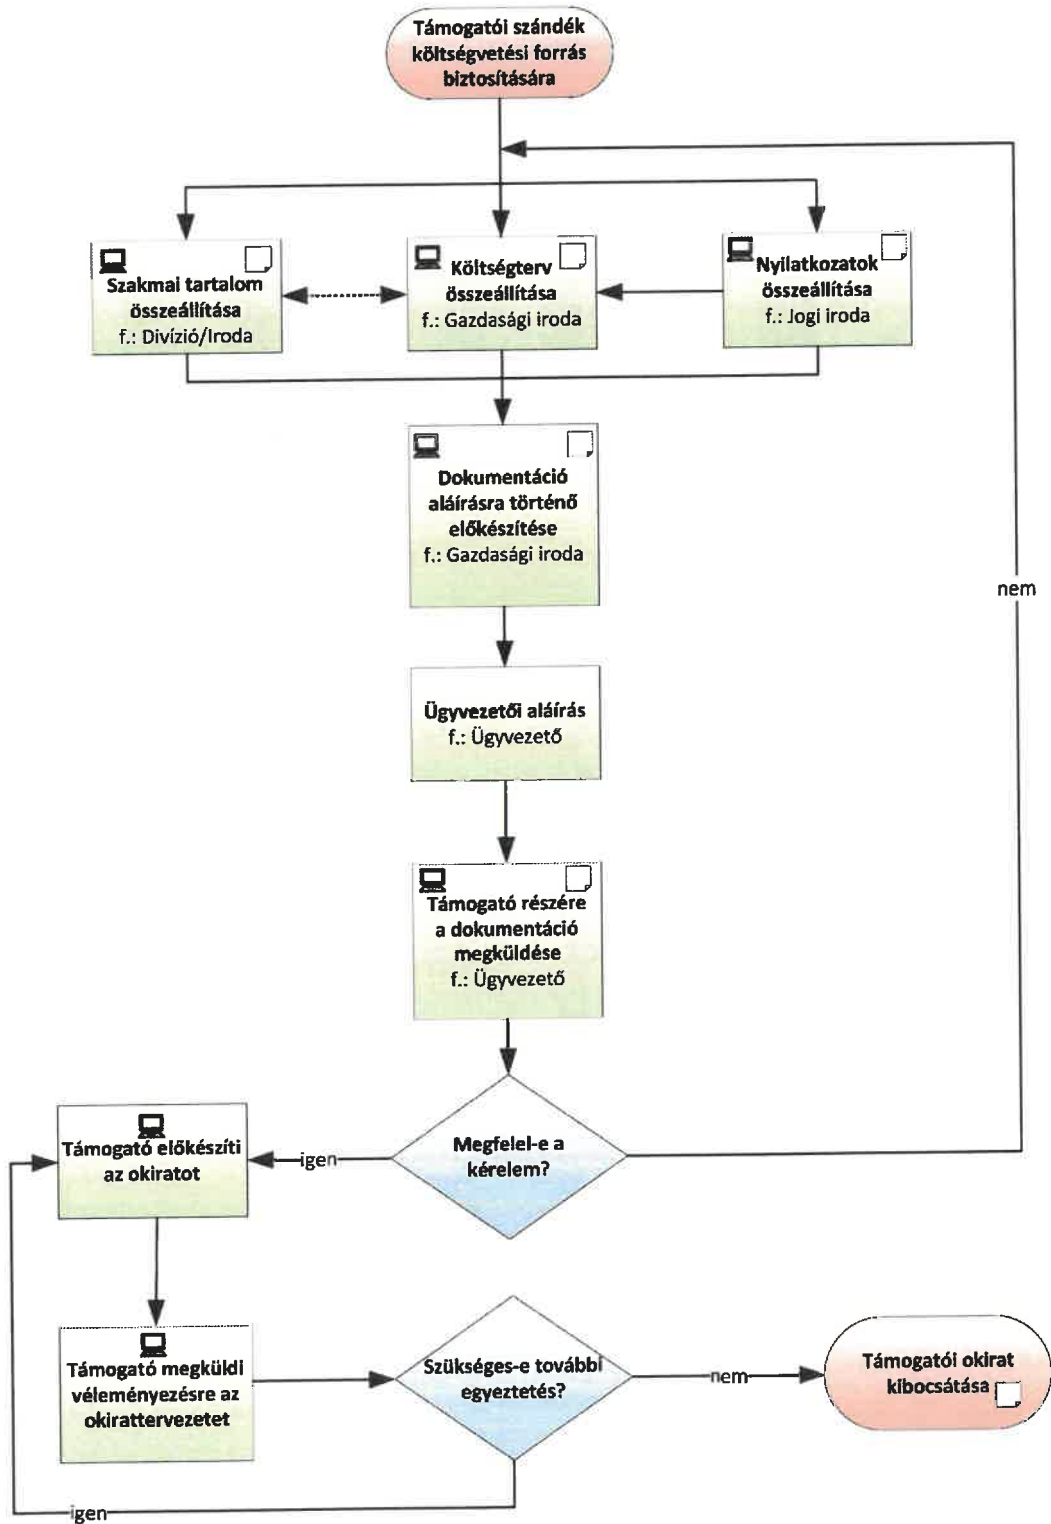 Támogatói szándék
költségvetési forrás
biztosítására
Szakmai tartalom
összeállítása
f.: Divízió/Iroda
Költségterv
összeállítása
f.: Gazdasági iroda
Nyilatkozatok
összeállítása
f.: Jogi iroda
Dokumentáció
aláírásra történő
előkészítése
f.: Gazdasági iroda
nem
Ügyvezetői aláírás
f.: Ügyvezető
Támogató részére
a dokumentáció
megküldése
f.: Ügyvezető
Megfelel-e a
kérelem?
igen
Támogató előkészíti
az okiratot
Támogató megküldi
véleményezésre az
okirattervezetet
Szükséges-e további
egyeztetés?
nem
Támogatói okirat
kibocsátása
igen